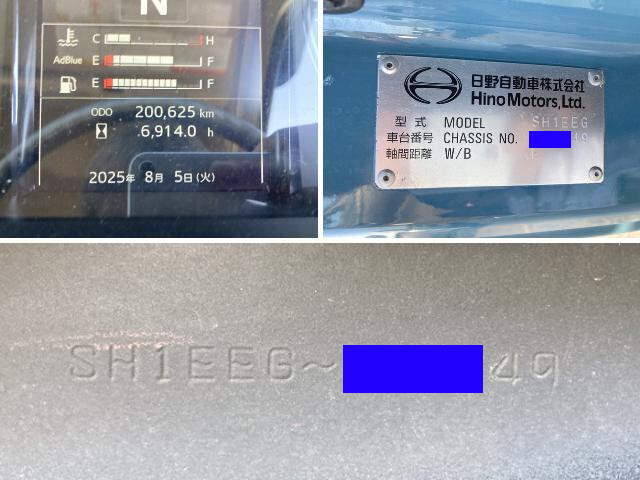 N
C H
AdBlue E F
E F
ODO 200,625 km
6,914.0 h
2025年 8月 5日(火)
日野自動車株式会社
Hino Motors, Ltd.
型式 MODEL SH1EEG
車台番号 CHASSIS NO. 49
軸間距離 W/B
SH1EEG~ 49